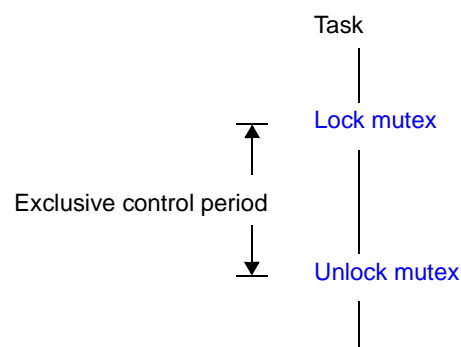 Task
Lock mutex
Exclusive control period
Unlock mutex